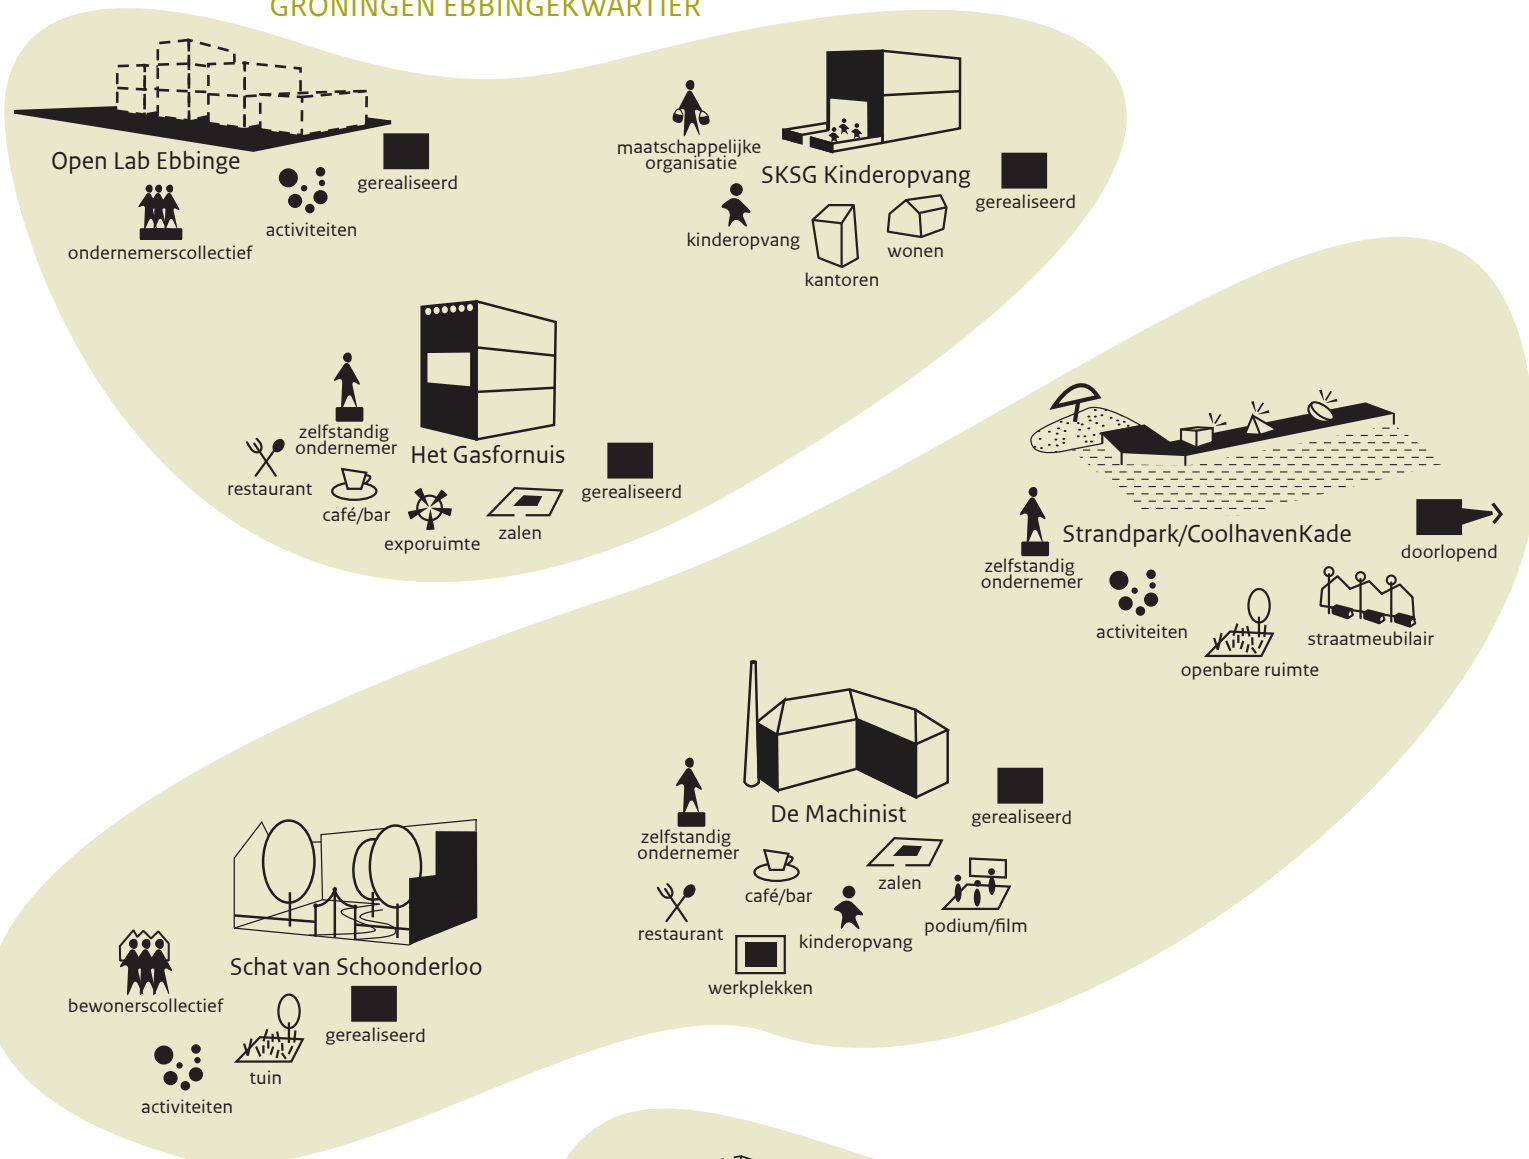 GRONINGEN EBBINGEKWARTIER
Open Lab Ebbinge
gerealiseerd
ondernemerscollectief
activiteiten
maatschappelijke
organisatie
SKSG Kinderopvang
gerealiseerd
kinderopvang
kantoren
wonen
zelfstandig
ondernemer
Het Gasfornuis
gerealiseerd
restaurant
café/bar
exporuimte
zalen
Strandpark/CoolhavenKade
doorlopend
zelfstandig
ondernemer
activiteiten
openbare ruimte
straatmeubilair
De Machinist
gerealiseerd
zelfstandig
ondernemer
restaurant
café/bar
zalen
kinderopvang
podium/film
werkplekken
Schat van Schoonderloo
bewonerscollectief
gerealiseerd
activiteiten
tuin